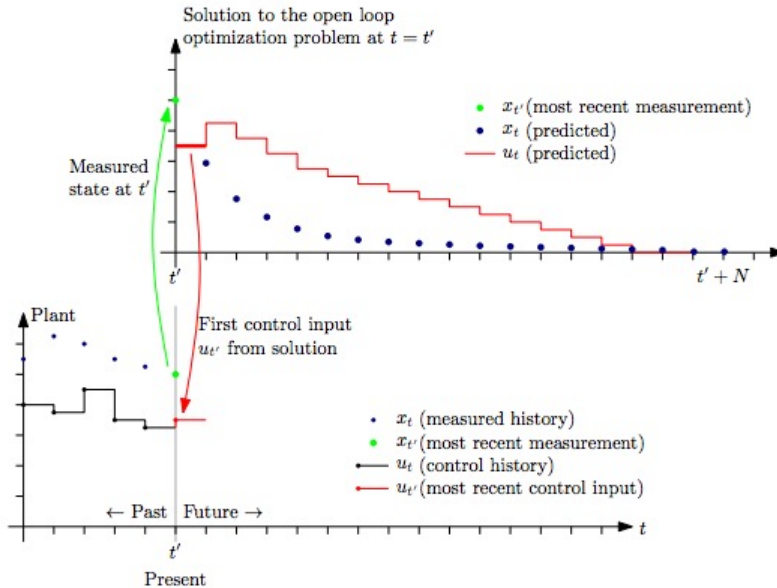 Solution to the open loop
optimization problem at t = t′
x_{t′} (most recent measurement)
x_t (predicted)
u_t (predicted)
Measured
state at t′
t′
t′ + N
Plant
First control input
u_{t′} from solution
x_t (measured history)
x_{t′} (most recent measurement)
u_t (control history)
u_{t′} (most recent control input)
← Past Future →
t
t′
Present